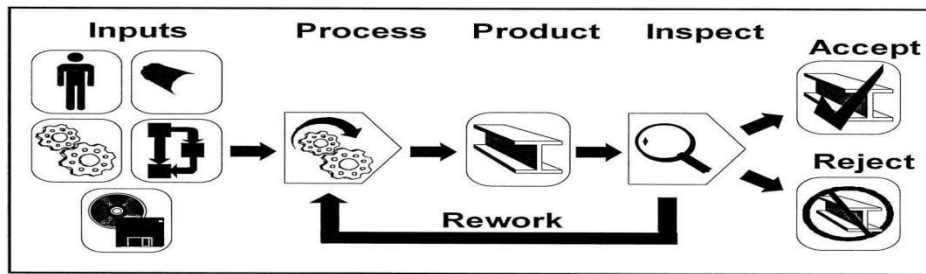 Inputs Process Product Inspect
Accept
Reject
Rework